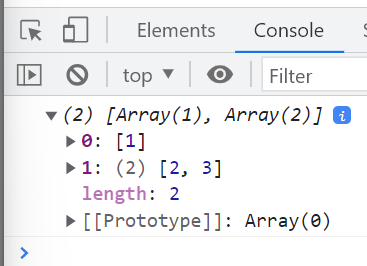 Elements Console
top Filter
(2) [Array(1), Array(2)] i
0: [1]
1: (2) [2, 3]
length: 2
[[Prototype]]: Array(0)